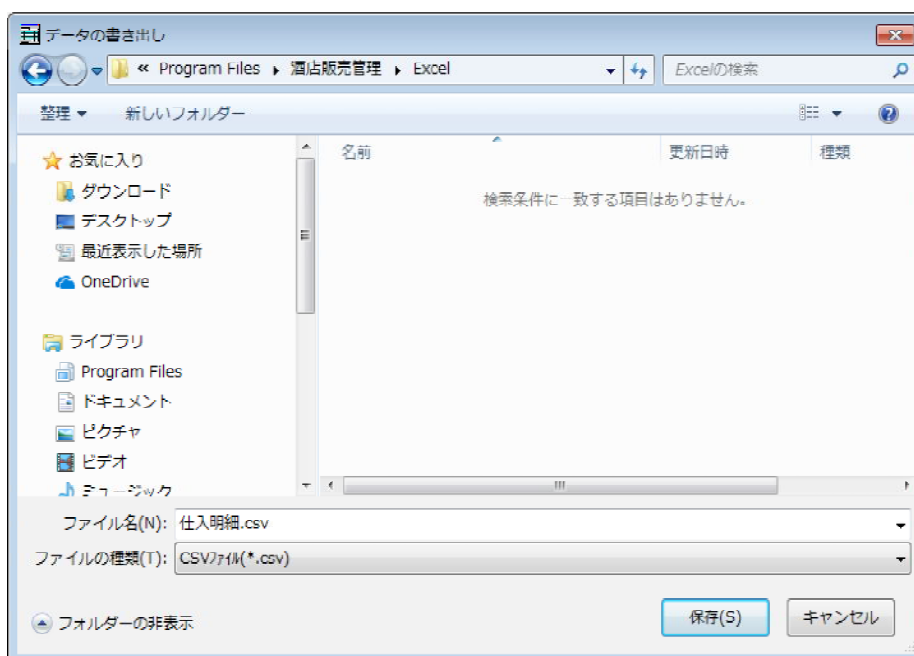 データの書き出し
« Program Files ▸ 酒店販売管理 ▸ Excel
Excelの検索
整理 ▼ 新しいフォルダー
名前 更新日時 種類
検索条件に一致する項目はありません。
お気に入り
ダウンロード
デスクトップ
最近表示した場所
OneDrive
ライブラリ
Program Files
ドキュメント
ピクチャ
ビデオ
ミュージック
ファイル名(N): 仕入明細.csv
ファイルの種類(T): CSVファイル(*.csv)
フォルダーの非表示
保存(S) キャンセル